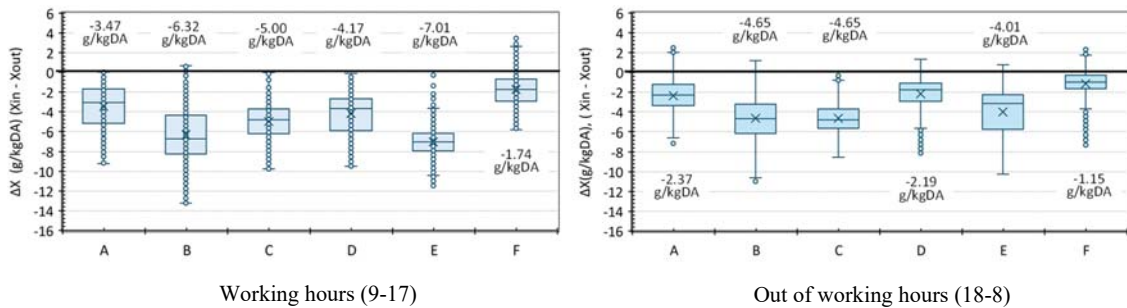 ΔX (g/kgDA) (Xin - Xout)
6
4
2
0
-2
-4
-6
-8
-10
-12
-14
-16
-3.47
g/kgDA
-6.32
g/kgDA
-5.00
g/kgDA
-4.17
g/kgDA
-7.01
g/kgDA
-1.74
g/kgDA
A B C D E F
Working hours (9-17)
ΔX(g/kgDA), ( Xin - Xout)
6
4
2
0
-2
-4
-6
-8
-10
-12
-14
-16
-4.65
g/kgDA
-4.65
g/kgDA
-4.01
g/kgDA
-2.37
g/kgDA
-2.19
g/kgDA
-1.15
g/kgDA
A B C D E F
Out of working hours (18-8)